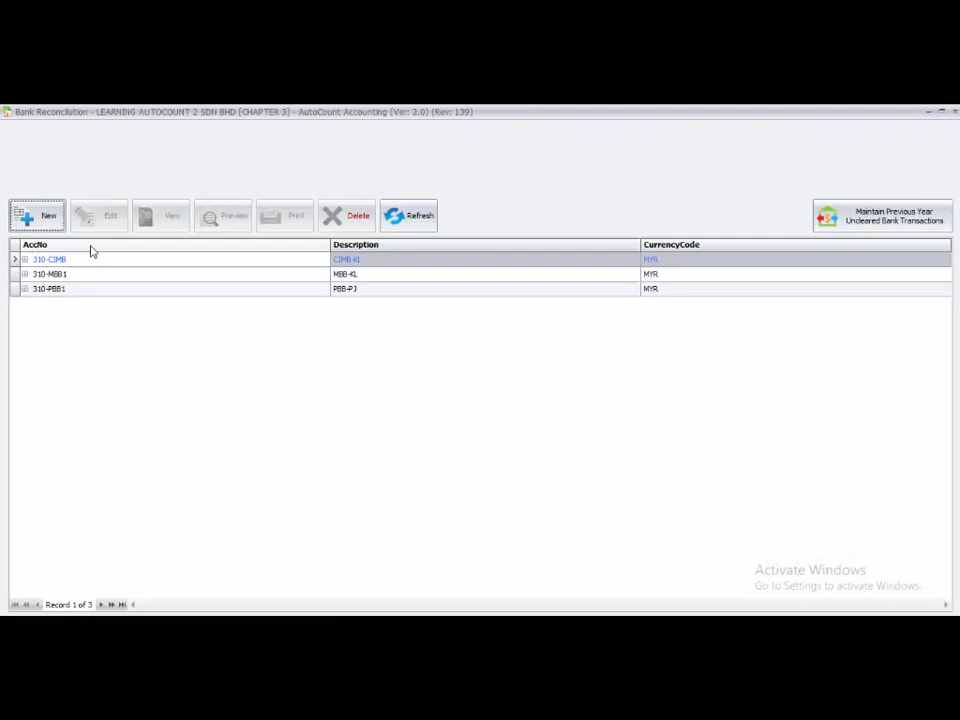 Bank Reconcilation - LEARNING AUTOCOUNT 2 SDN BHD [CHAPTER 3] - AutoCount Accounting (Ver: 2.0) (Rev: 139)
New Edit View Preview Print Delete Refresh
Maintain Previous Year
Uncleared Bank Transactions
AccNo Description CurrencyCode
310-CIMB CIMB-KL MYR
310-MBB1 MBB-KL MYR
310-PBB1 PBB-PJ MYR
Activate Windows
Go to Settings to activate Windows.
Record 1 of 3